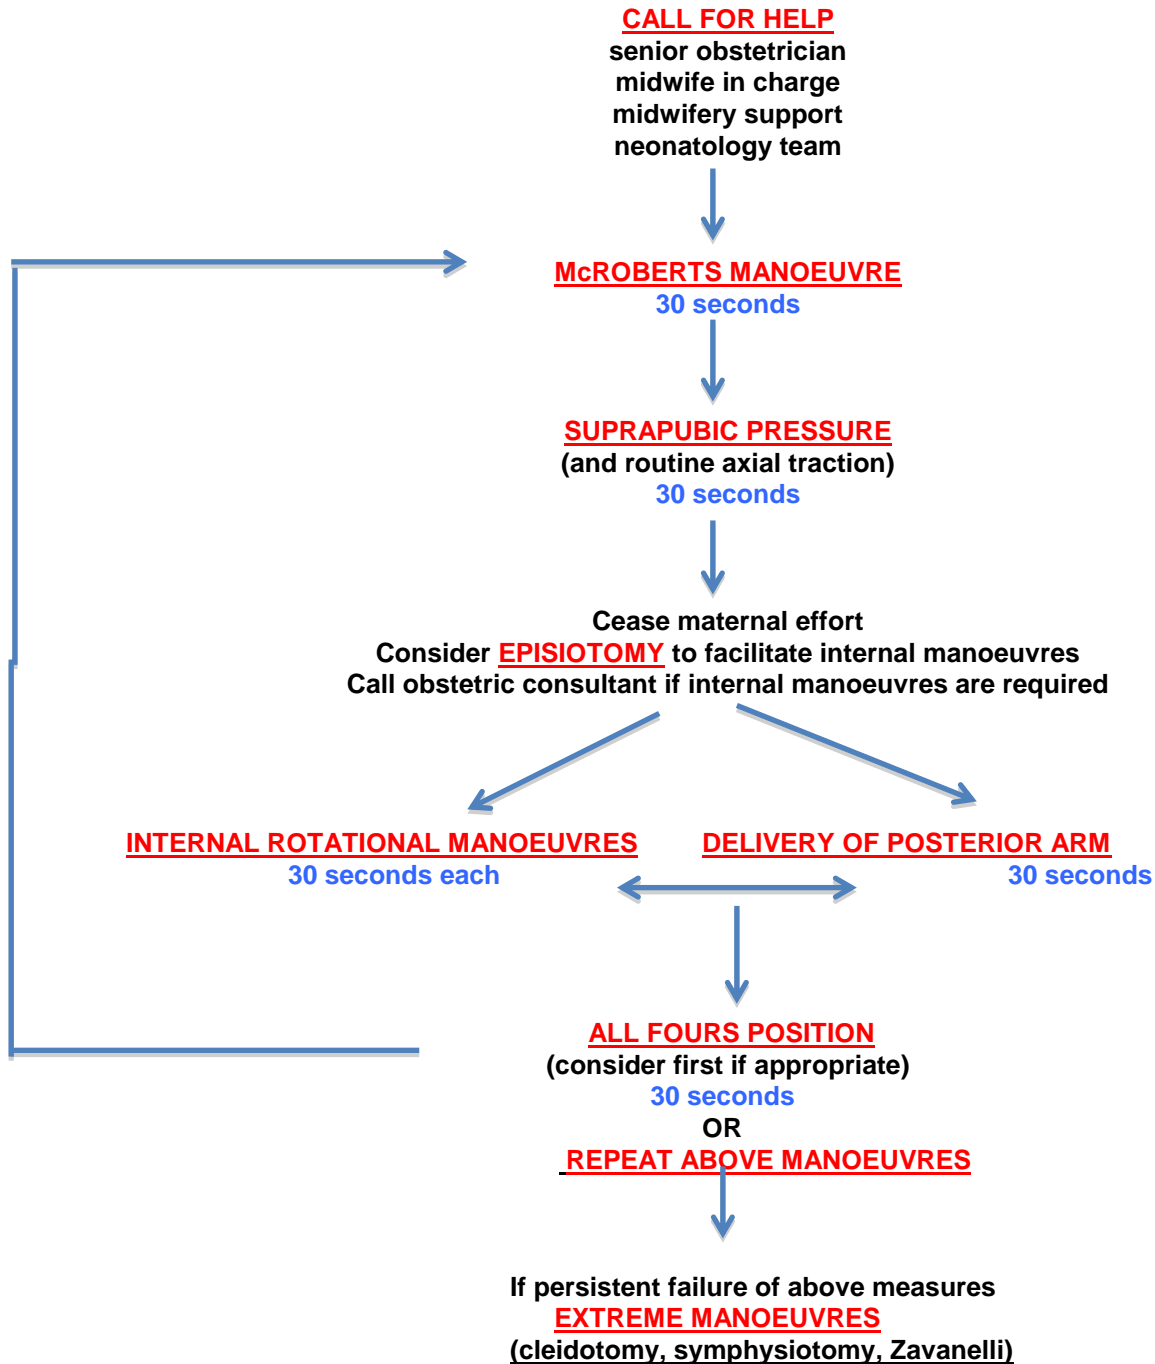 CALL FOR HELP
senior obstetrician
midwife in charge
midwifery support
neonatology team
McROBERTS MANOEUVRE
30 seconds
SUPRAPUBIC PRESSURE
(and routine axial traction)
30 seconds
Cease maternal effort
Consider EPISIOTOMY to facilitate internal manoeuvres
Call obstetric consultant if internal manoeuvres are required
INTERNAL ROTATIONAL MANOEUVRES
30 seconds each
DELIVERY OF POSTERIOR ARM
30 seconds
ALL FOURS POSITION
(consider first if appropriate)
30 seconds
OR
REPEAT ABOVE MANOEUVRES
If persistent failure of above measures
EXTREME MANOEUVRES
(cleidotomy, symphysiotomy, Zavanelli)